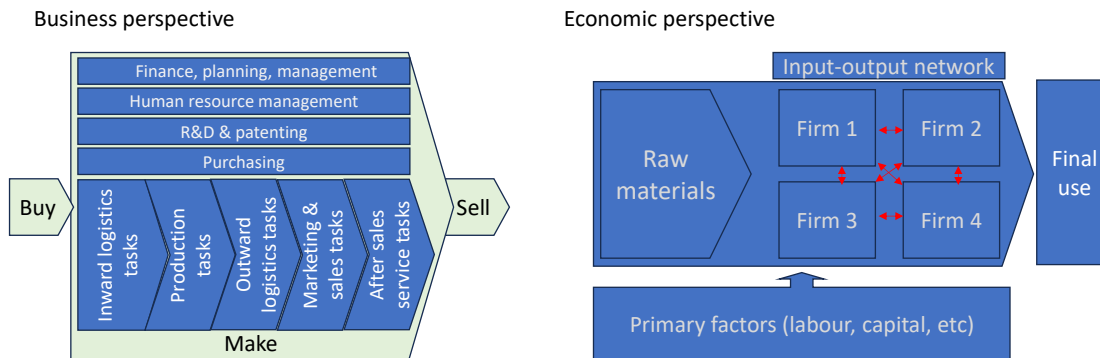 Business perspective
Finance, planning, management
Human resource management
R&D & patenting
Purchasing
Buy
Inward logistics
tasks
Production
tasks
Outward
logistics tasks
Marketing &
sales tasks
After sales
service tasks
Sell
Make
Economic perspective
Input-output network
Raw
materials
Firm 1
Firm 2
Firm 3
Firm 4
Final
use
Primary factors (labour, capital, etc)